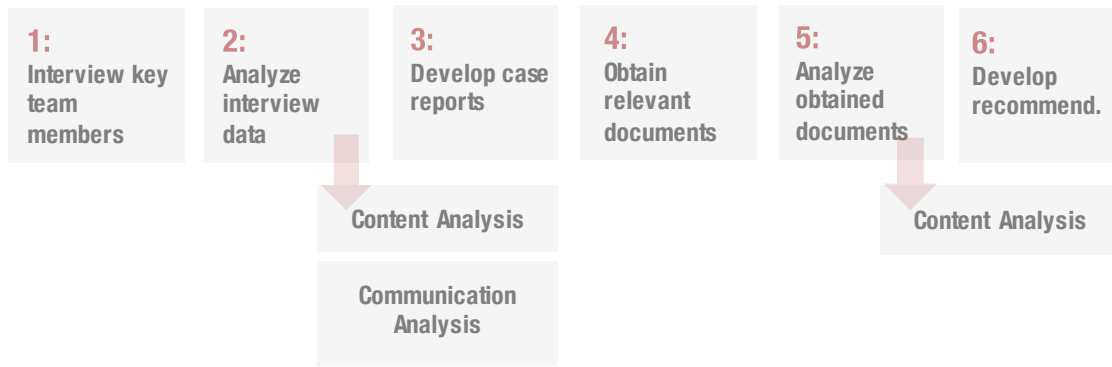 1:
Interview key
team
members
2:
Analyze
interview
data
3:
Develop case
reports
4:
Obtain
relevant
documents
5:
Analyze
obtained
documents
6:
Develop
recommend.
Content Analysis
Communication
Analysis
Content Analysis